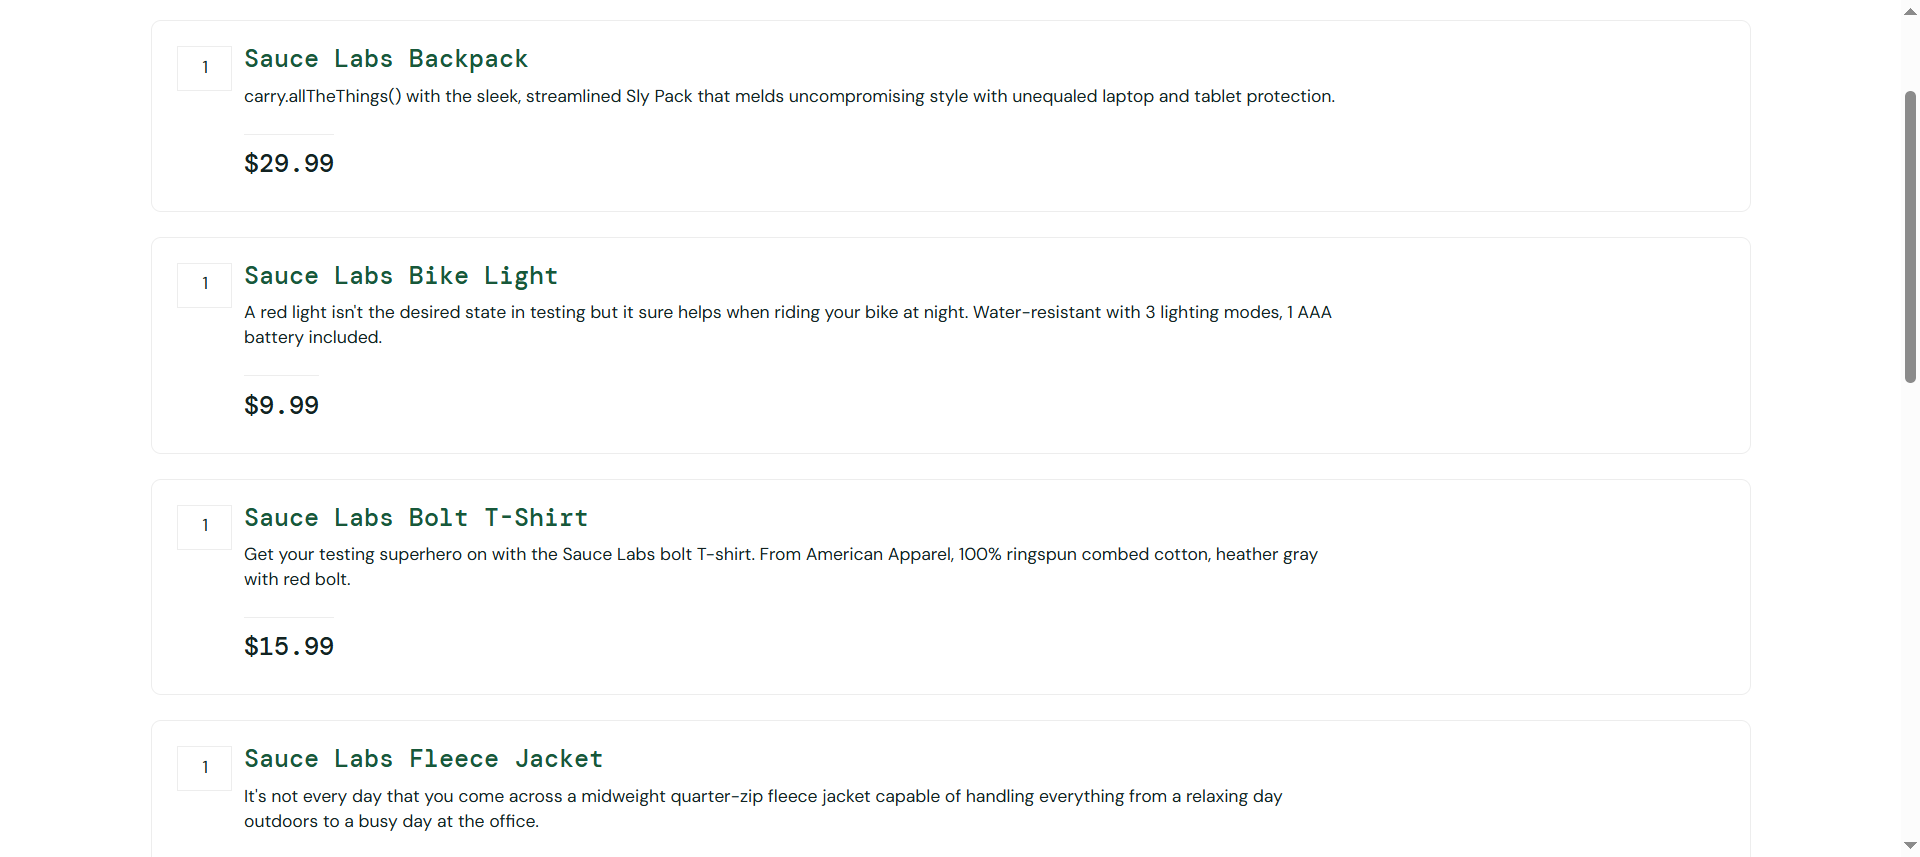 1
Sauce Labs Backpack
carry.allTheThings() with the sleek, streamlined Sly Pack that melds uncompromising style with unequaled laptop and tablet protection.
$29.99
1
Sauce Labs Bike Light
A red light isn't the desired state in testing but it sure helps when riding your bike at night. Water-resistant with 3 lighting modes, 1 AAA
battery included.
$9.99
1
Sauce Labs Bolt T-Shirt
Get your testing superhero on with the Sauce Labs bolt T-shirt. From American Apparel, 100% ringspun combed cotton, heather gray
with red bolt.
$15.99
1
Sauce Labs Fleece Jacket
It's not every day that you come across a midweight quarter-zip fleece jacket capable of handling everything from a relaxing day
outdoors to a busy day at the office.